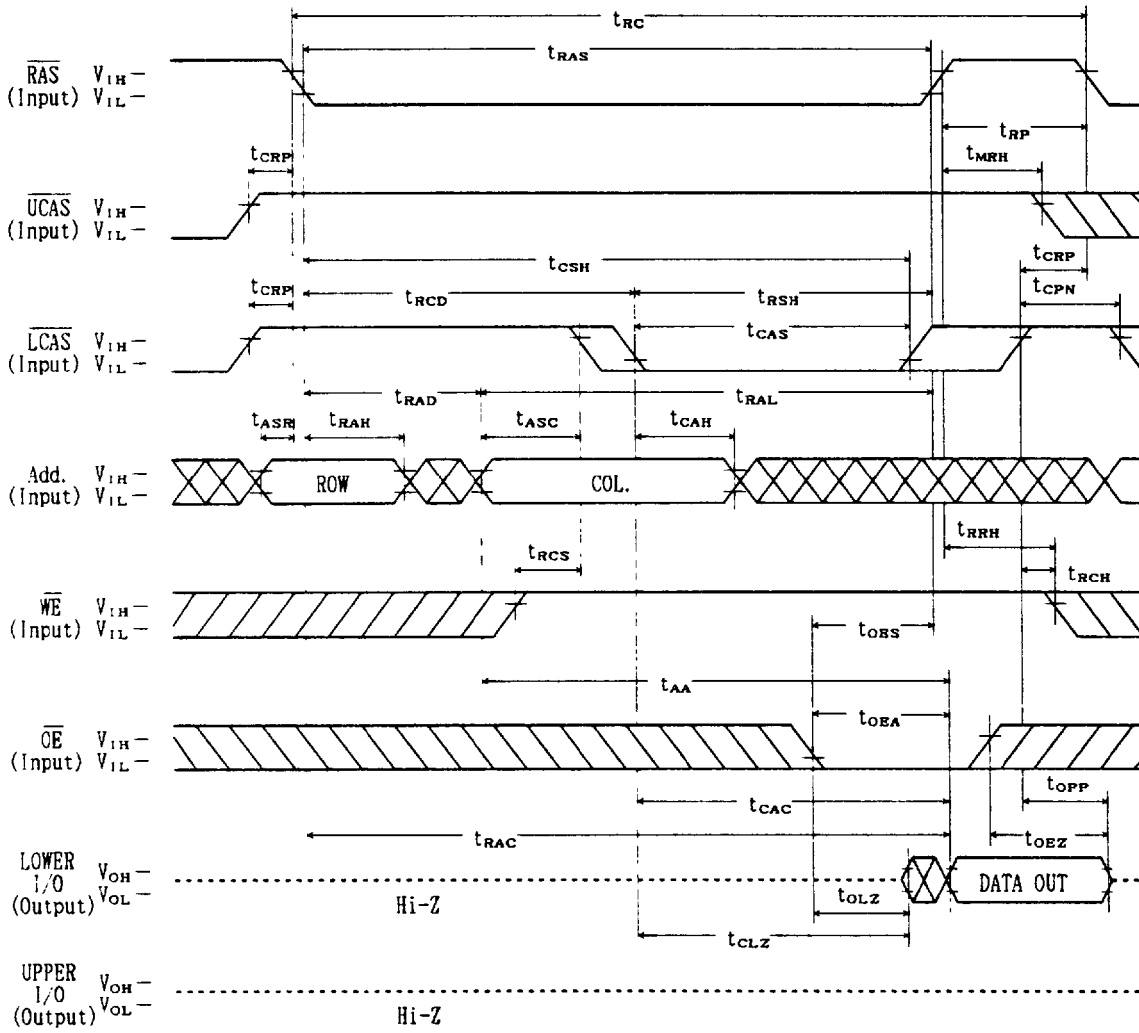 tRC
tRAS
RAS VIH
(Input) VIL
tRP
tCRP
tMRH
UCAS VIH
(Input) VIL
tCSH
tCRP
tCRP
tRCD
tRSH
tCPN
tCAS
LCAS VIH
(Input) VIL
tRAD
tRAL
tASR
tRAH
tASC
tCAH
Add. VIH
(Input) VIL
ROW
COL.
tRRH
tRCS
tRCH
WE VIH
(Input) VIL
tOES
tAA
tOEA
OE VIH
(Input) VIL
tOPP
tCAC
tOEZ
tRAC
LOWER
I/O VOH
(Output) VOL
DATA OUT
Hi-Z
tOLZ
tCLZ
UPPER
I/O VOH
(Output) VOL
Hi-Z